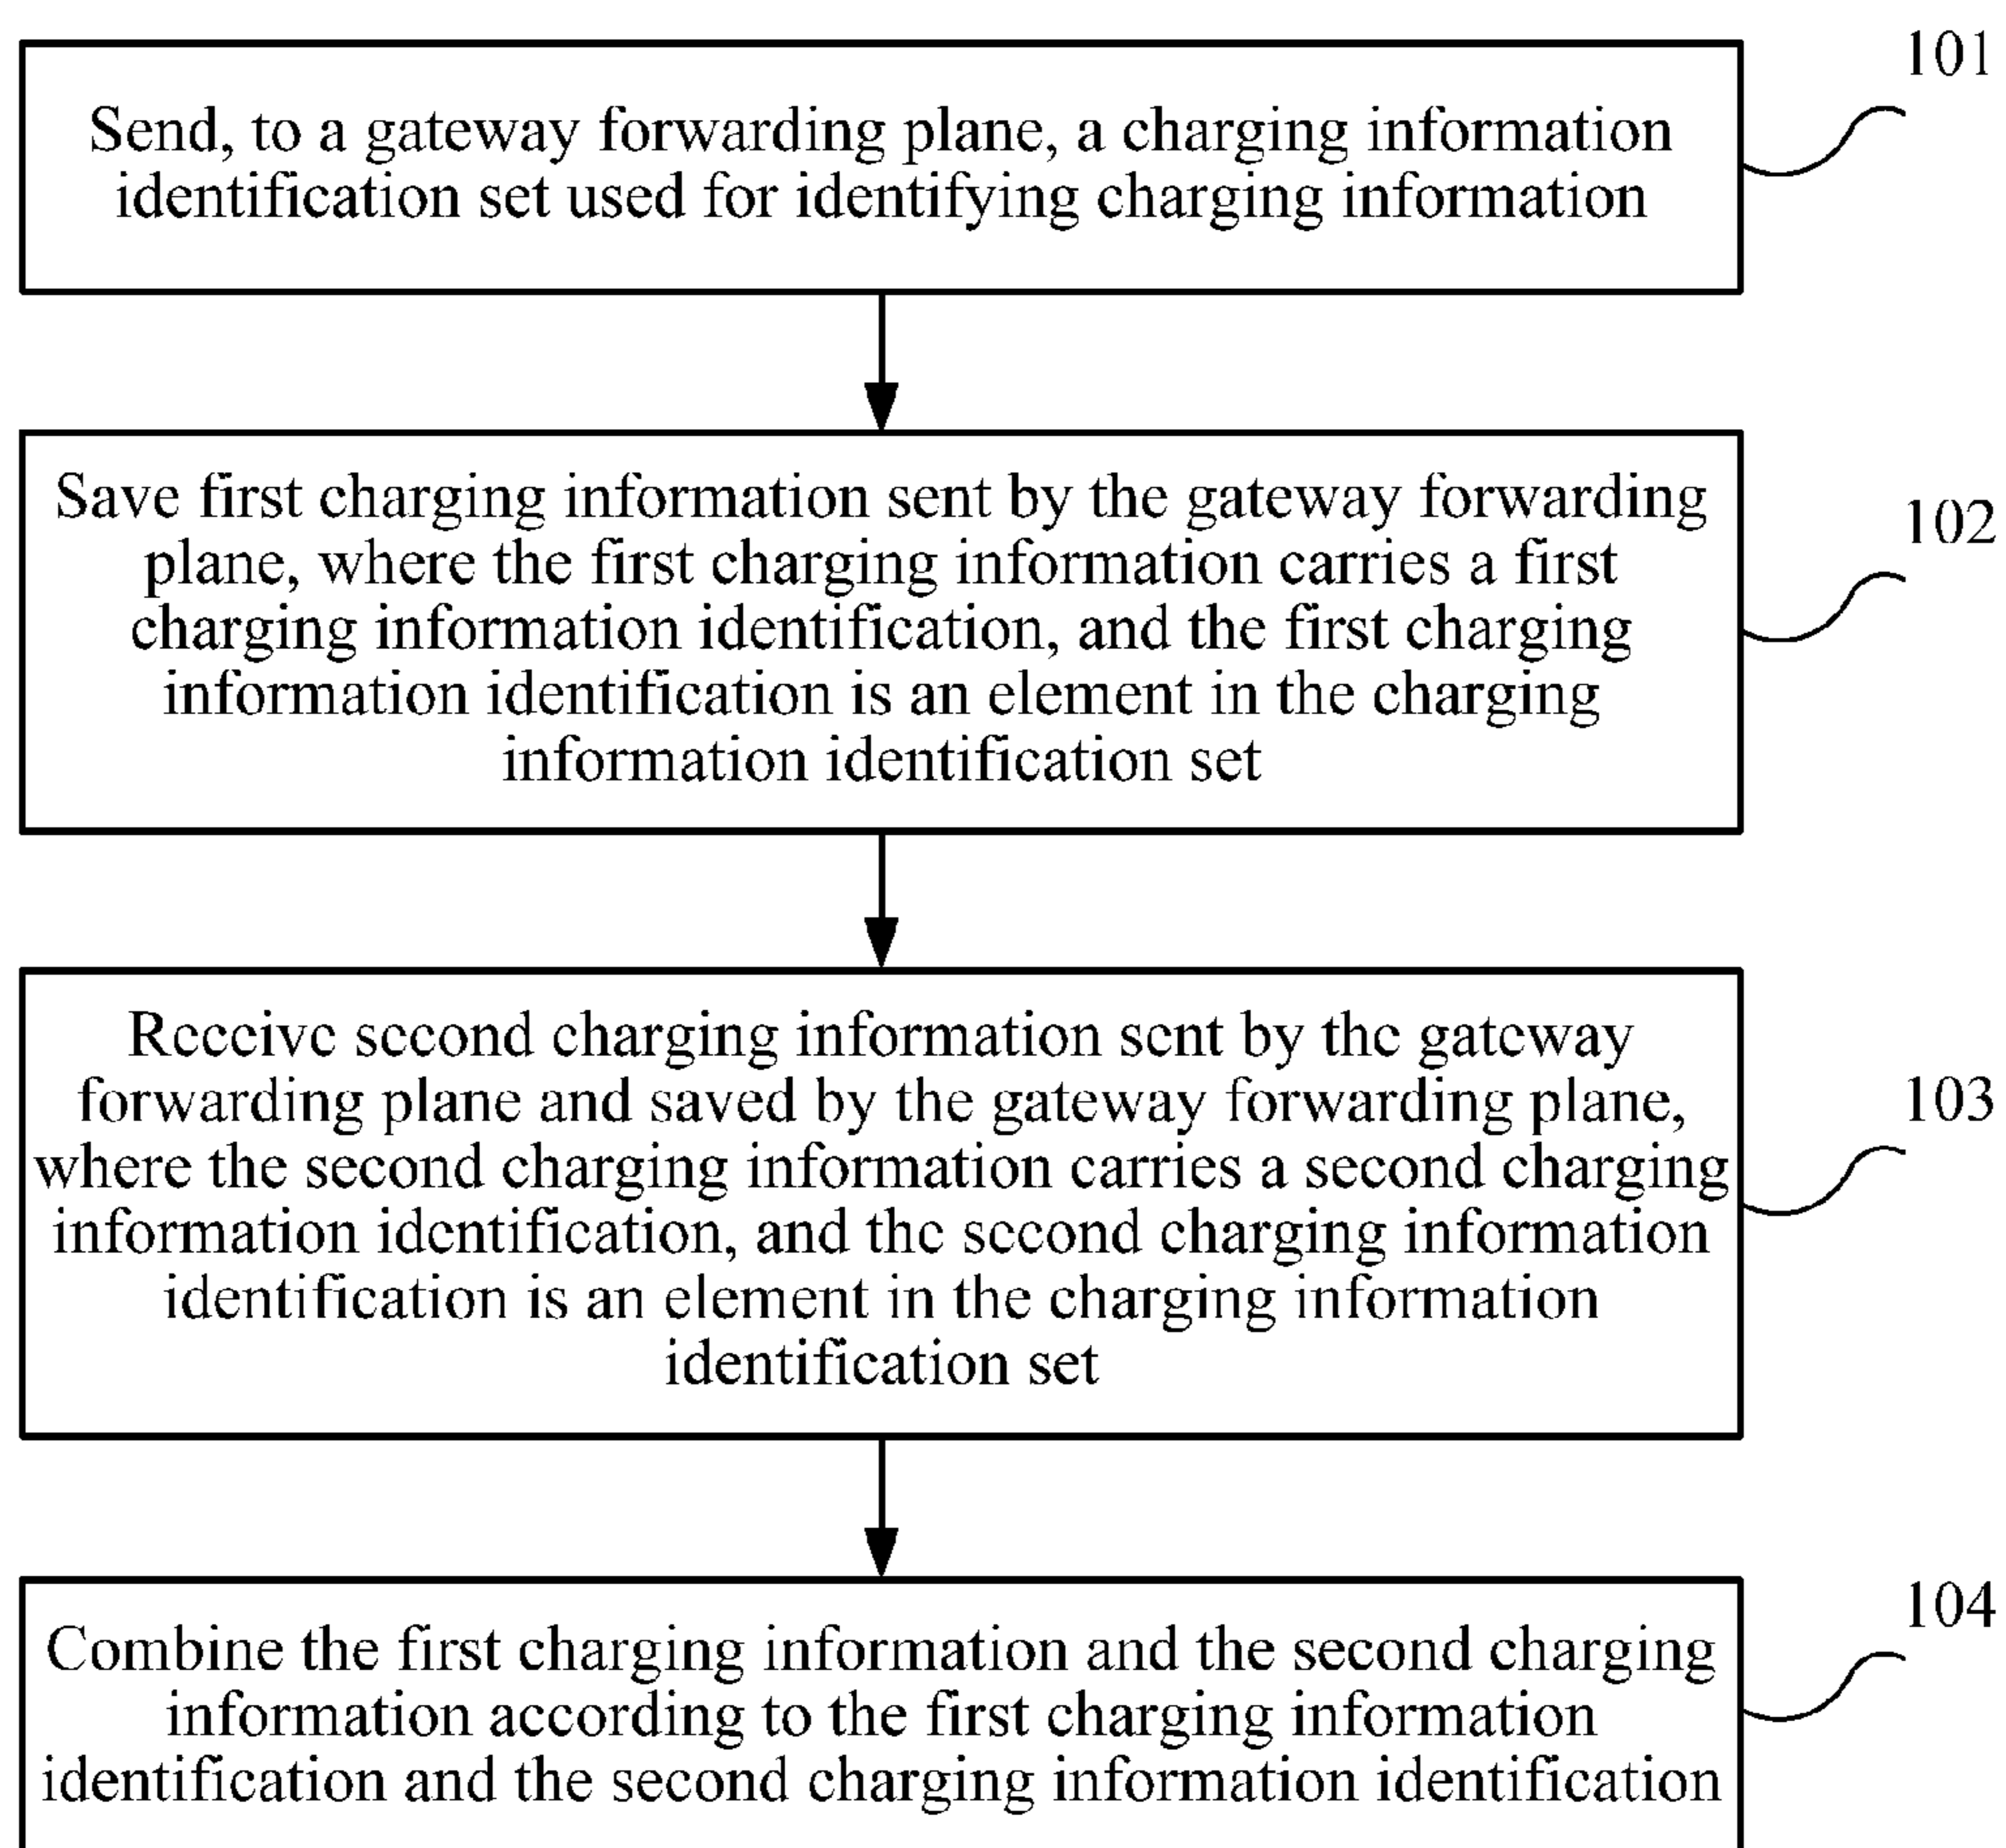 101
Send, to a gateway forwarding plane, a charging information
identification set used for identifying charging information
Save first charging information sent by the gateway forwarding
plane, where the first charging information carries a first
charging information identification, and the first charging
information identification is an element in the charging
information identification set
102
Receive second charging information sent by the gateway
forwarding plane and saved by the gateway forwarding plane,
where the second charging information carries a second charging
information identification, and the second charging information
identification is an element in the charging information
identification set
103
Combine the first charging information and the second charging
information according to the first charging information
identification and the second charging information identification
104